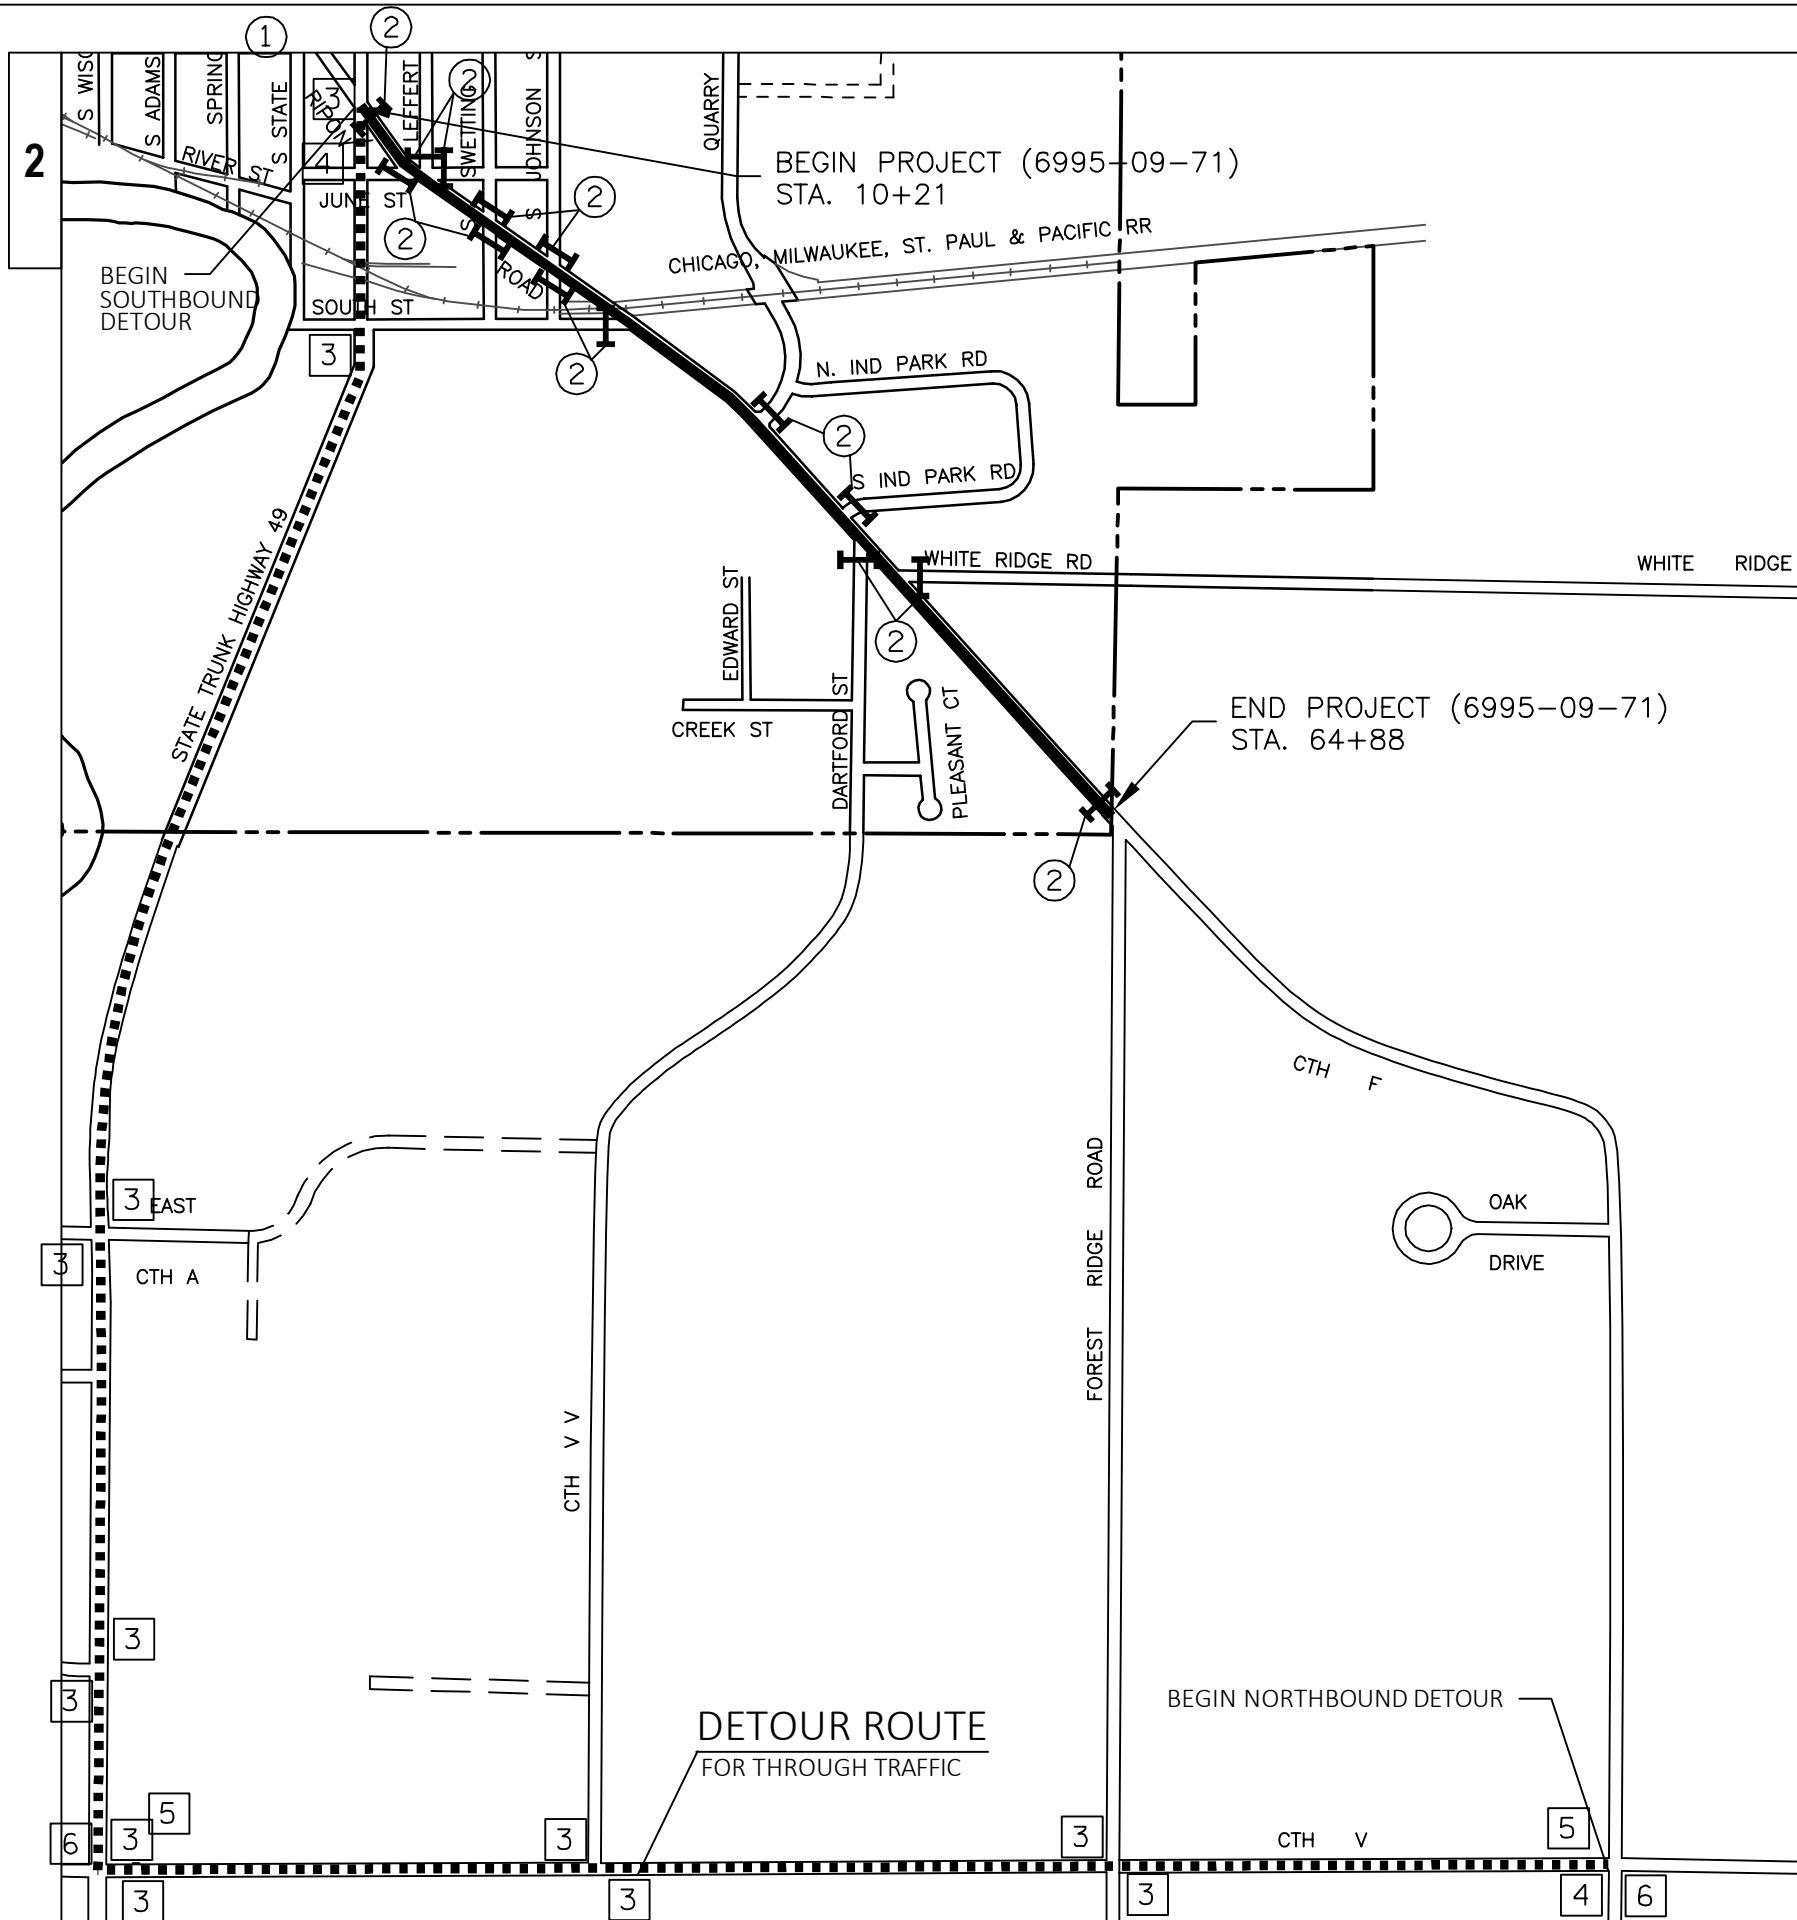 1
2
2
S WISC
S ADAMS
SPRING
S STATE
3
RIPON
LEFFERT
SWETTING
2
S JOHNSON S
QUARRY
4
RIVER ST
JUNE ST
BEGIN PROJECT (6995-09-71)
STA. 10+21
2
2
S
CHICAGO, MILWAUKEE, ST. PAUL & PACIFIC RR
BEGIN
SOUTHBOUND
DETOUR
ROAD
SOUTH ST
3
2
N. IND PARK RD
2
S IND PARK RD
STATE TRUNK HIGHWAY 49
WHITE RIDGE RD
WHITE RIDGE
EDWARD ST
2
CREEK ST
DARTFORD ST
PLEASANT CT
END PROJECT (6995-09-71)
STA. 64+88
2
CTH F
3
EAST
3
CTH A
FOREST RIDGE ROAD
OAK
DRIVE
CTH V V
3
3
BEGIN NORTHBOUND DETOUR
DETOUR ROUTE
FOR THROUGH TRAFFIC
5
6
3
3
3
CTH V
5
3
3
3
4
6